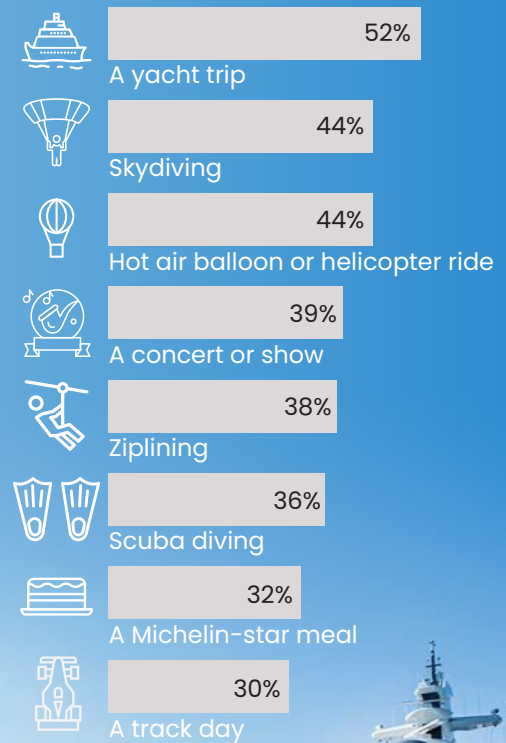 52%
A yacht trip
44%
Skydiving
44%
Hot air balloon or helicopter ride
39%
A concert or show
38%
Ziplining
36%
Scuba diving
32%
A Michelin-star meal
30%
A track day